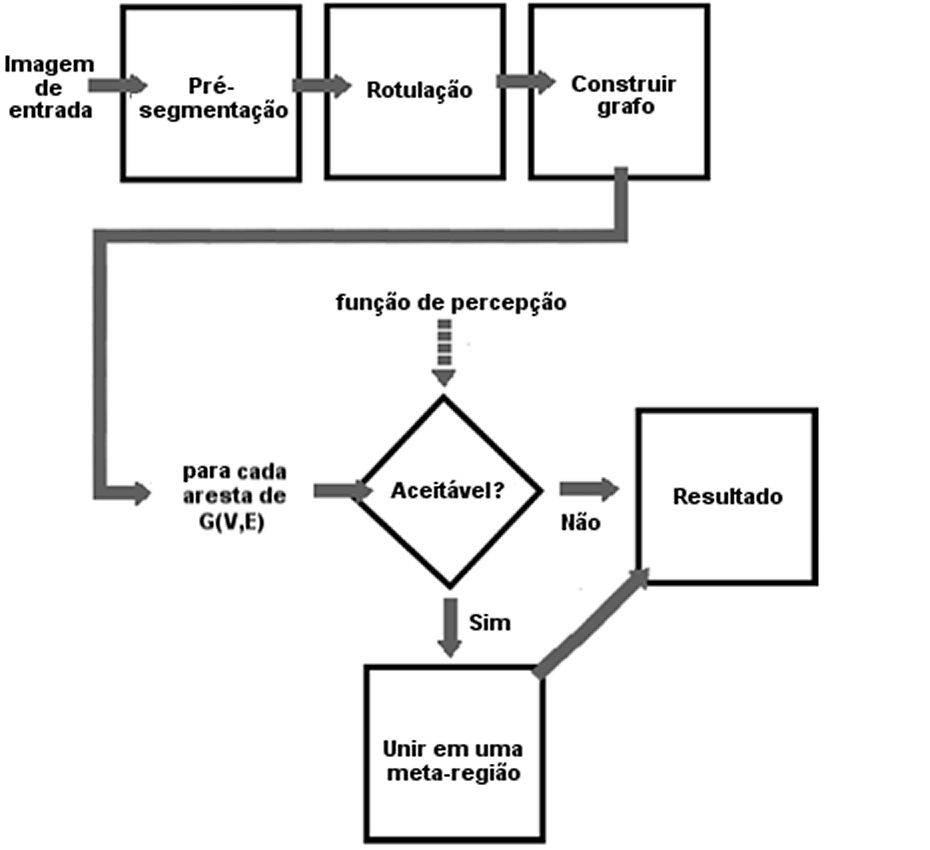 Imagem
de
entrada
Pré-
segmentação
Rotulação
Construir
grafo
função de percepção
para cada
aresta de
G(V,E)
Aceitável?
Não
Resultado
Sim
Unir em uma
meta-região